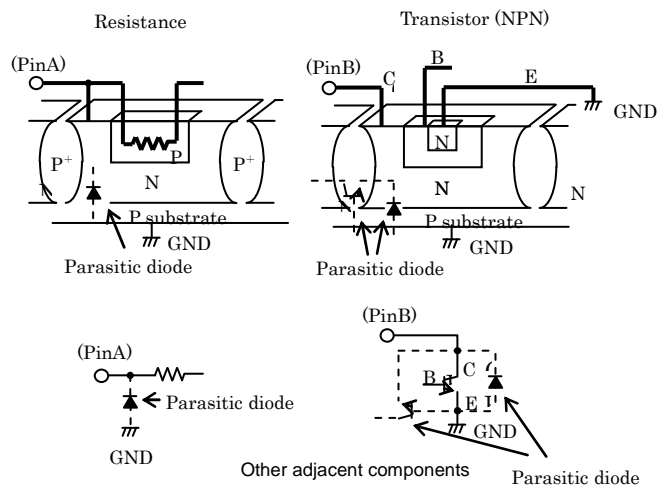 Resistance
Transistor (NPN)
(PinA)
(PinB)
B
C
E
GND
P+
P
P+
N
P substrate
GND
Parasitic diode
N
N
N
P substrate
GND
Parasitic diode
(PinA)
Parasitic diode
GND
(PinB)
C
B
E
GND
Other adjacent components
Parasitic diode